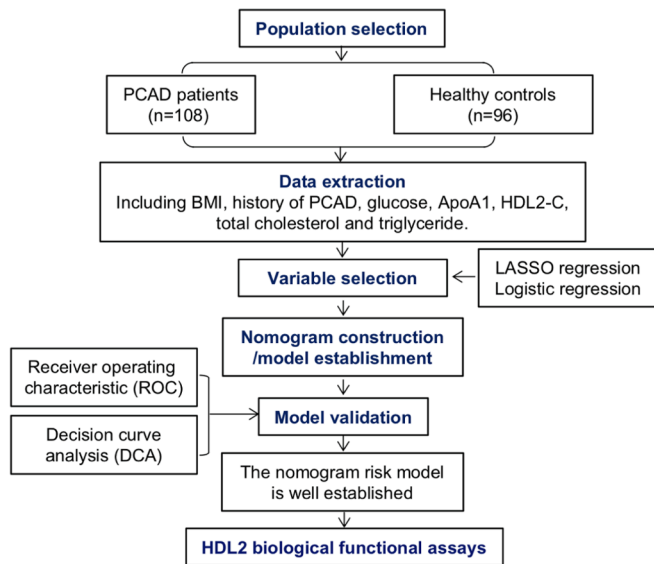 Population selection
PCAD patients
(n=108)
Healthy controls
(n=96)
Data extraction
Including BMI, history of PCAD, glucose, ApoA1, HDL2-C,
total cholesterol and triglyceride.
Variable selection
LASSO regression
Logistic regression
Nomogram construction
/model establishment
Receiver operating
characteristic (ROC)
Decision curve
analysis (DCA)
Model validation
The nomogram risk model
is well established
HDL2 biological functional assays